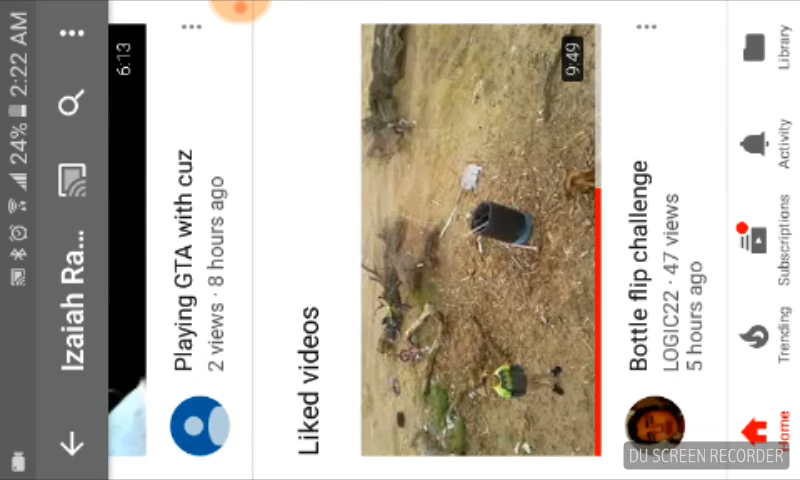 24% 2:22 AM
Izaiah Ra...
6:13
Playing GTA with cuz
2 views · 8 hours ago
Liked videos
9:49
Bottle flip challenge
LOGIC22 · 47 views
5 hours ago
Home
Trending
Subscriptions
Activity
Library
DU SCREEN RECORDER